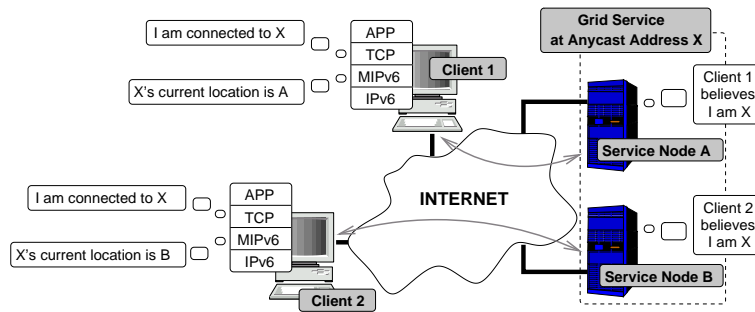 I am connected to X
X's current location is A
APP
TCP
MIPv6
IPv6
Client 1
Grid Service
at Anycast Address X
Client 1
believes
I am X
Service Node A
INTERNET
I am connected to X
X's current location is B
APP
TCP
MIPv6
IPv6
Client 2
Client 2
believes
I am X
Service Node B